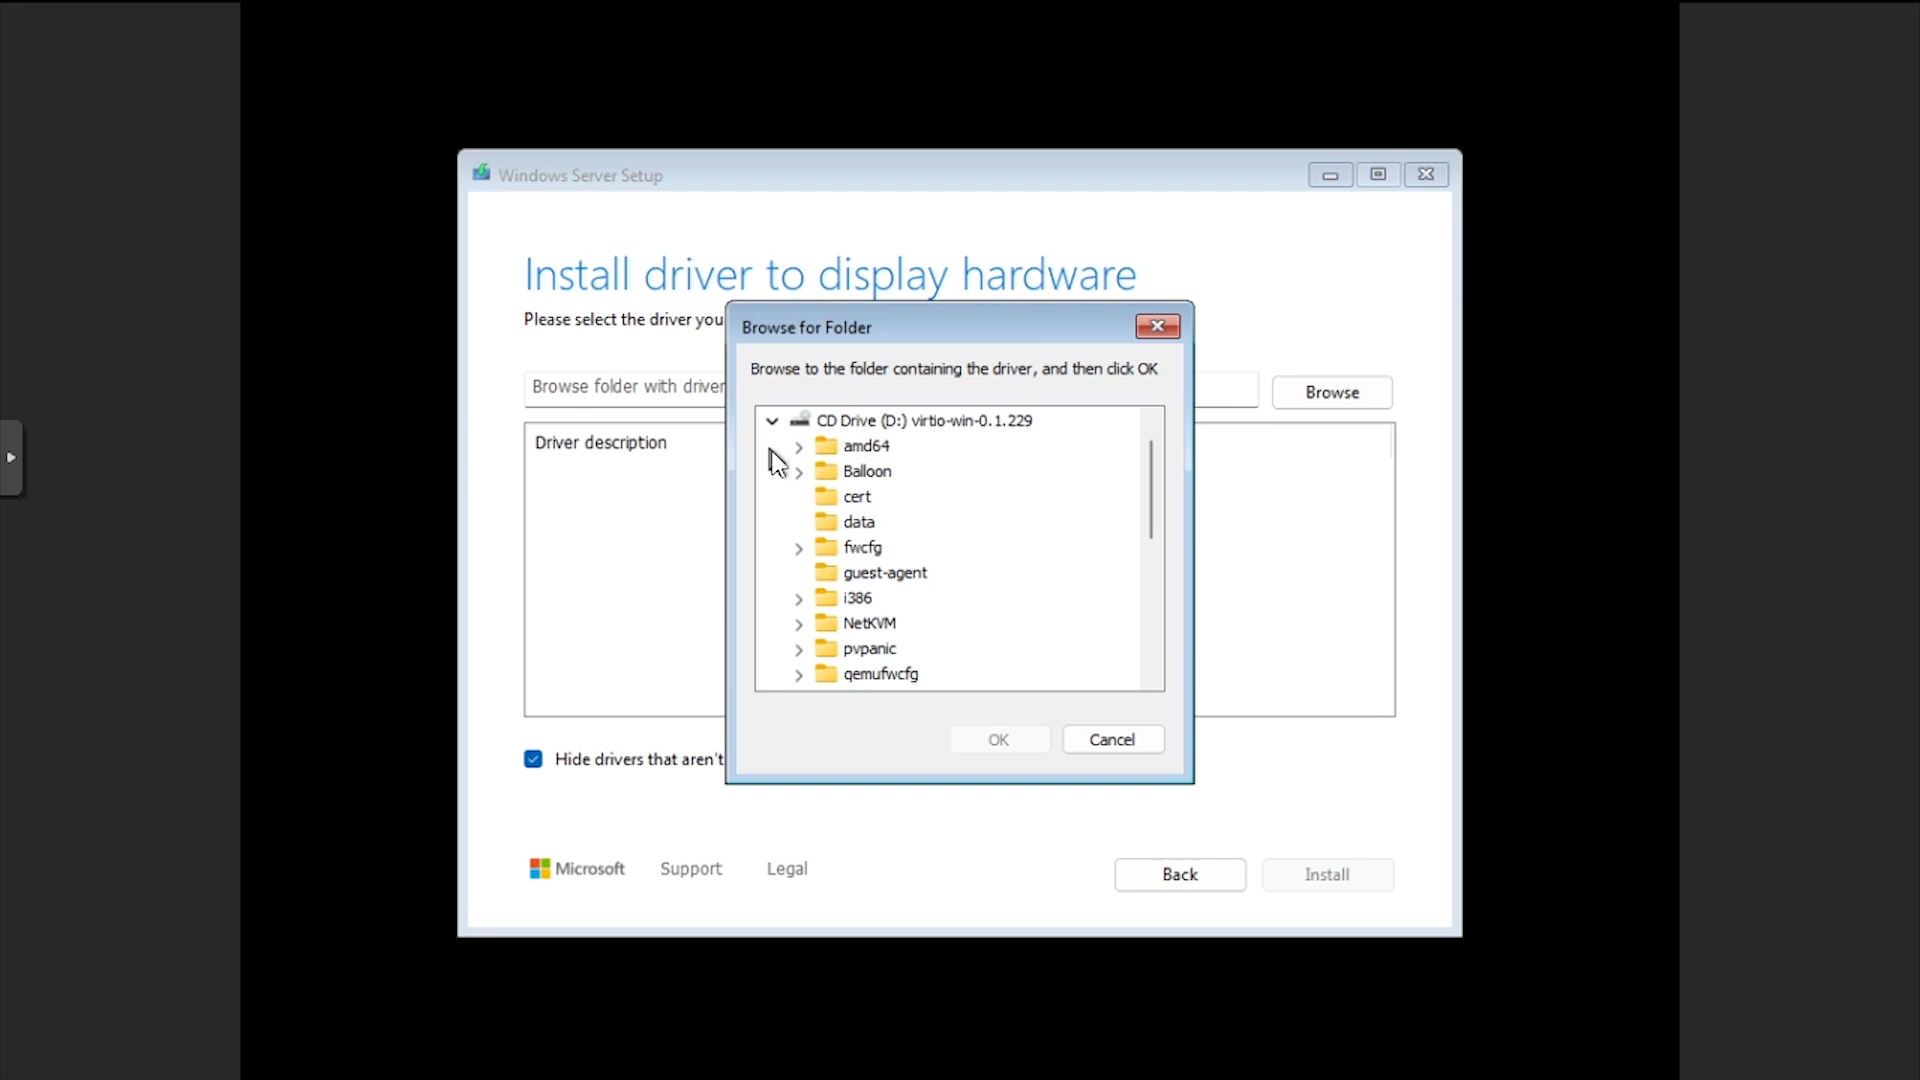 Windows Server Setup
Install driver to display hardware
Please select the driver you
Browse folder with driver
Browse
Driver description
Hide drivers that aren't
Browse for Folder
Browse to the folder containing the driver, and then click OK
CD Drive (D:) virtio-win-0.1.229
amd64
Balloon
cert
data
fwcfg
guest-agent
i386
NetKVM
pvpanic
qemufwcfg
OK
Cancel
Microsoft
Support
Legal
Back
Install